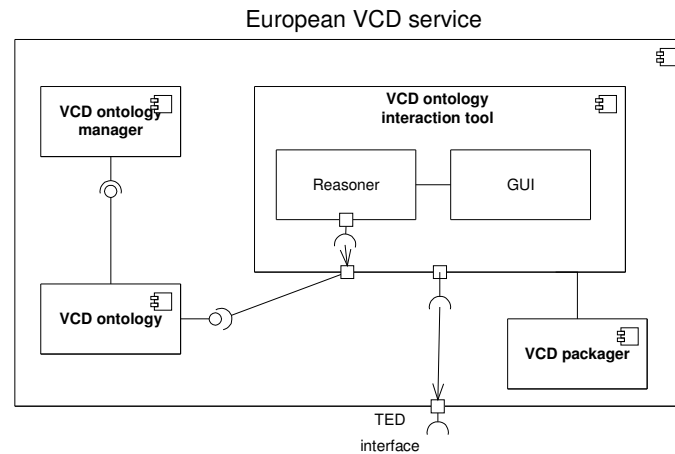 European VCD service
VCD ontology
manager
VCD ontology
interaction tool
Reasoner
GUI
VCD ontology
VCD packager
TED
interface